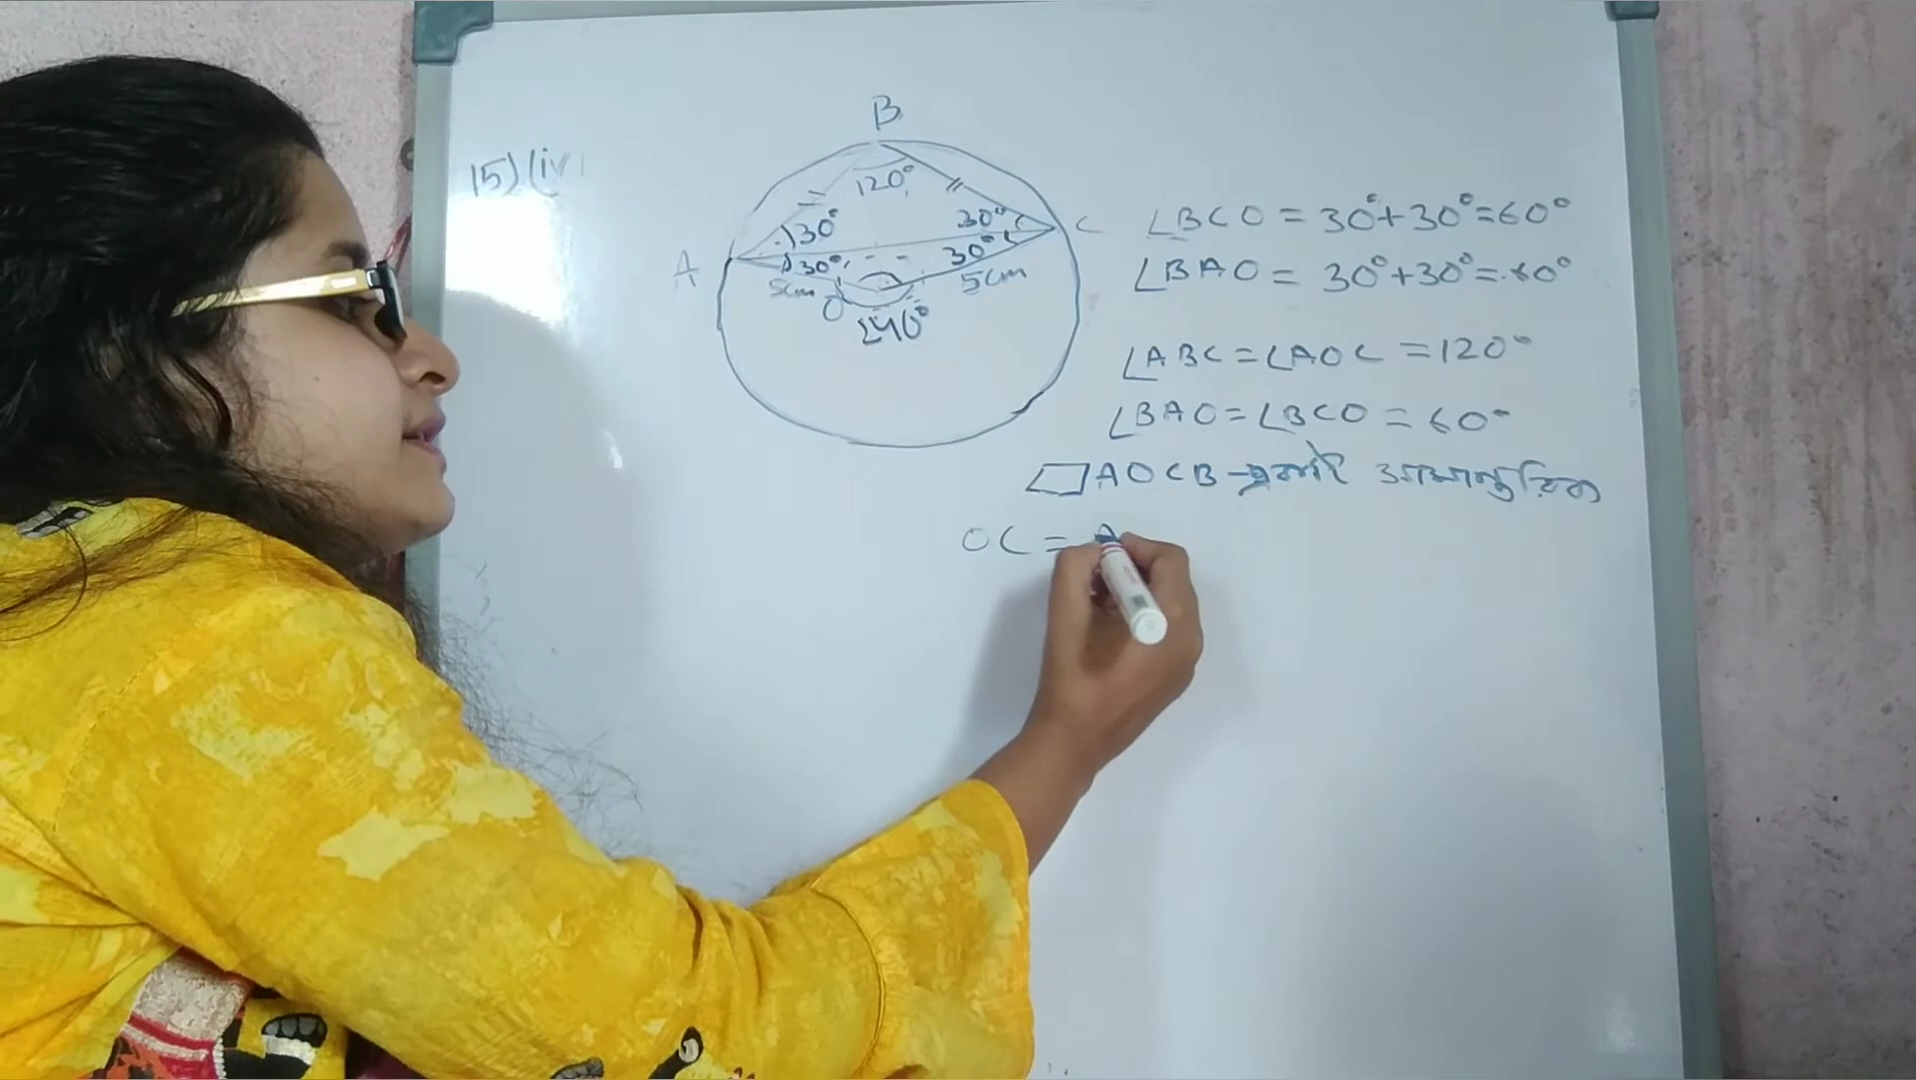 15) (iv
B
120°
30°
30°
C
A
30°
30°
5cm
5cm
O
240°
∠BCO = 30°+30°=60°
∠BAO = 30°+30°=60°
∠ABC = ∠AOC = 120°
∠BAO = ∠BCO = 60°
▱AOCB একটি সামান্তরিক
OC = A